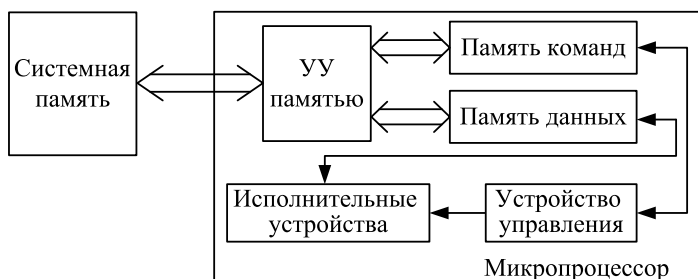 Системная
память
УУ
памятью
Память команд
Память данных
Исполнительные
устройства
Устройство
управления
Микропроцессор